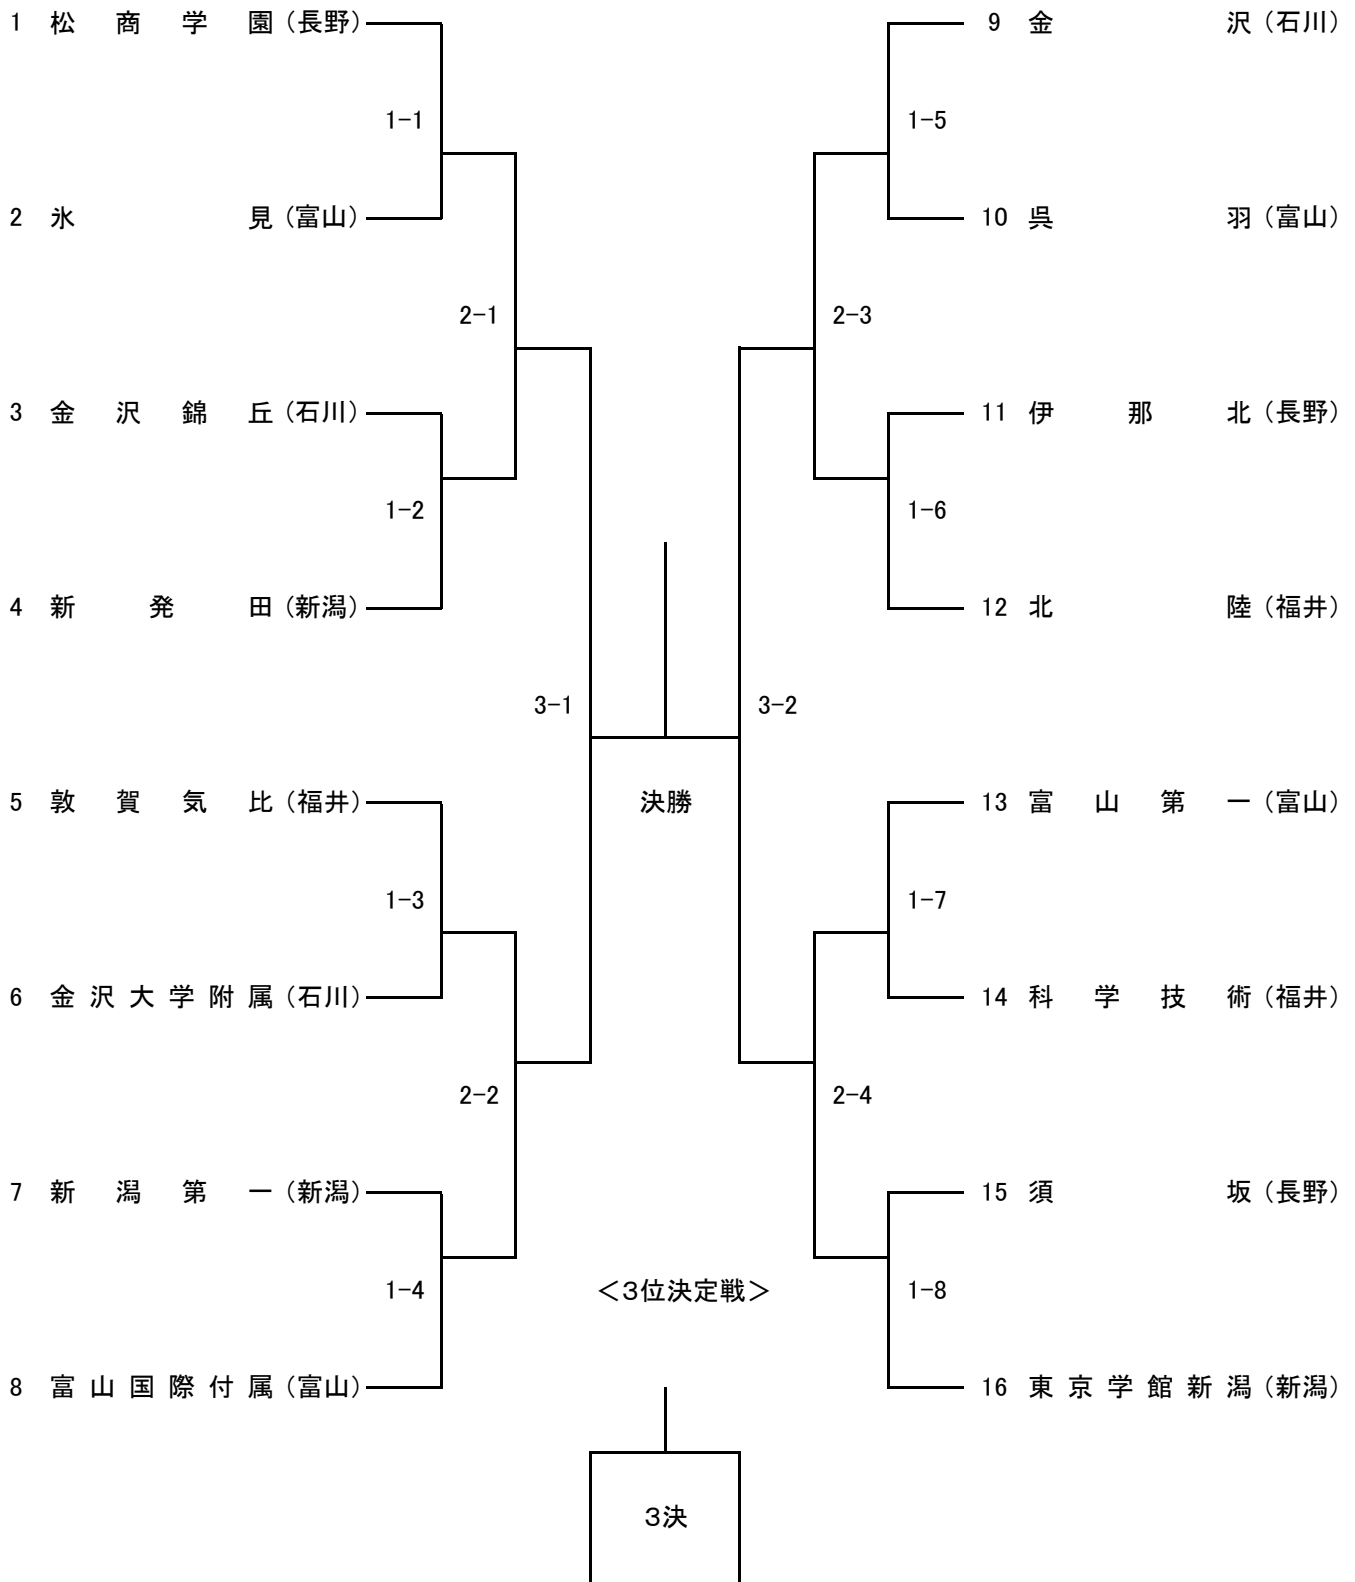 1 松商学園(長野)
1-1
2 氷見(富山)
2-1
3 金沢錦丘(石川)
1-2
4 新発田(新潟)
3-1
5 敦賀気比(福井)
1-3
6 金沢大学附属(石川)
2-2
7 新潟第一(新潟)
1-4
8 富山国際付属(富山)
決勝
<3位決定戦>
3決
9 金沢(石川)
1-5
10 呉羽(富山)
2-3
11 伊那北(長野)
1-6
12 北陸(福井)
3-2
13 富山第一(富山)
1-7
14 科学技術(福井)
2-4
15 須坂(長野)
1-8
16 東京学館新潟(新潟)